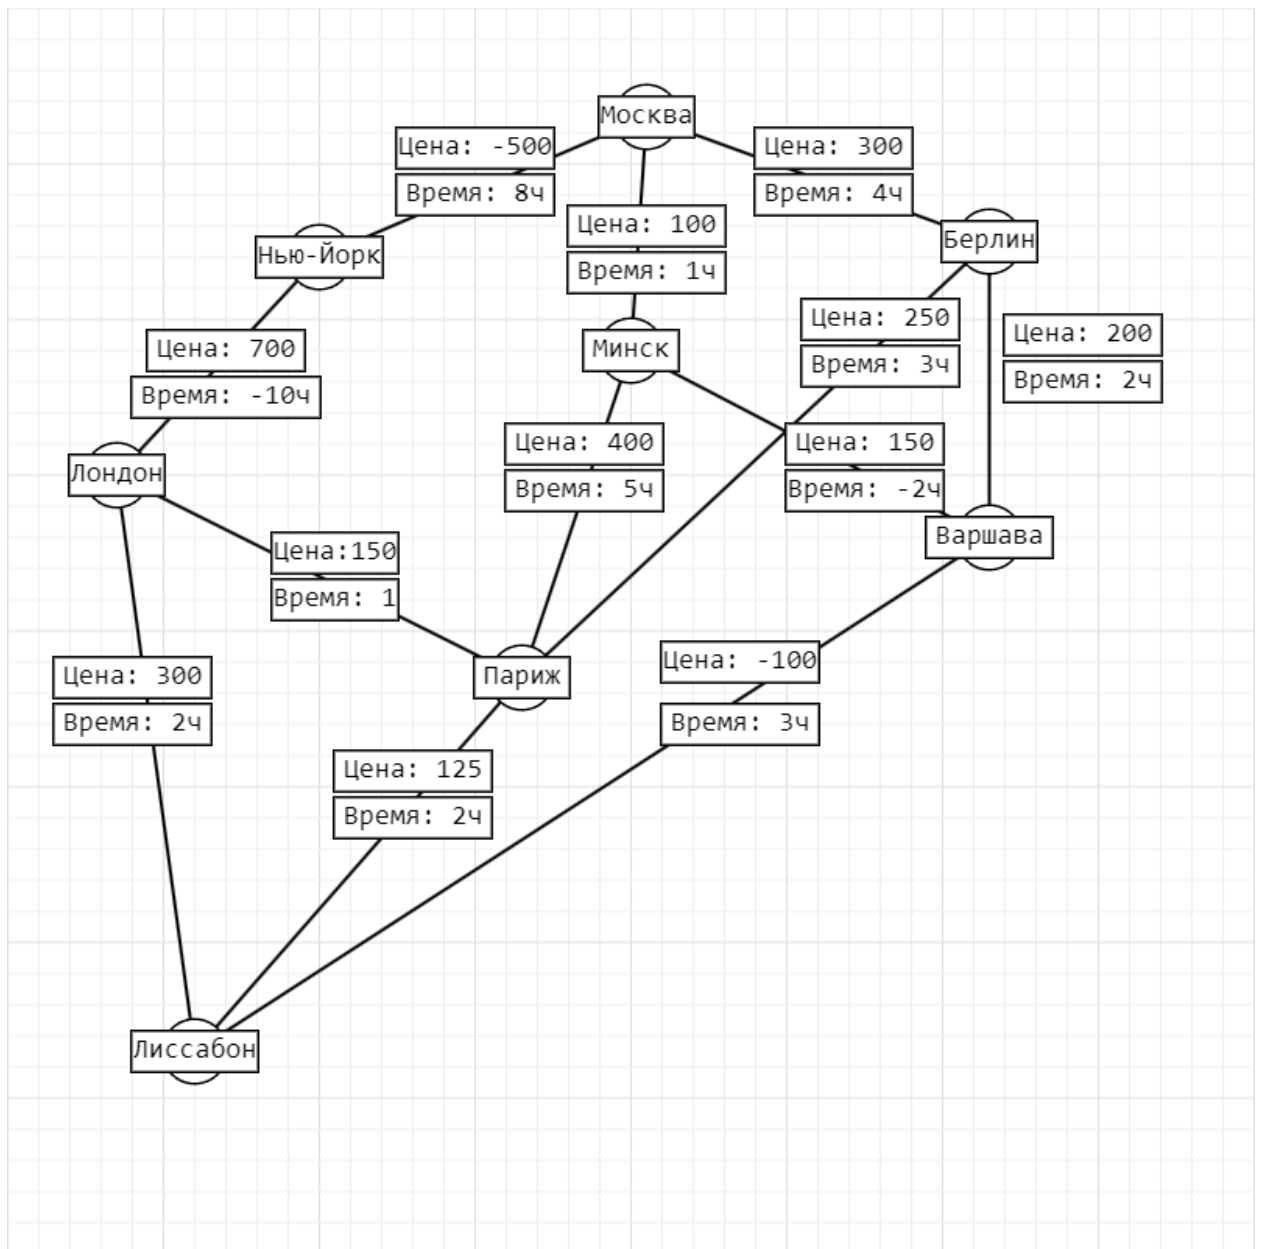 Москва
Цена: -500
Время: 8ч
Цена: 300
Время: 4ч
Цена: 100
Время: 1ч
Нью-Йорк
Берлин
Цена: 700
Время: -10ч
Минск
Цена: 250
Время: 3ч
Цена: 200
Время: 2ч
Лондон
Цена: 400
Время: 5ч
Цена: 150
Время: -2ч
Варшава
Цена:150
Время: 1
Париж
Цена: -100
Время: 3ч
Цена: 300
Время: 2ч
Цена: 125
Время: 2ч
Лиссабон